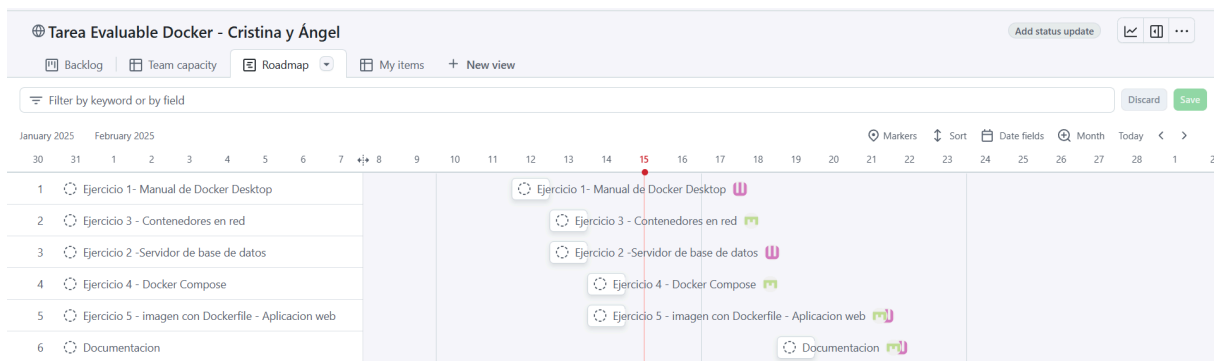 Tarea Evaluable Docker - Cristina y Ángel
Add status update
Backlog Team capacity Roadmap My items + New view
Filter by keyword or by field
Discard Save
January 2025 February 2025 Markers Sort Date fields Month Today
30 31 1 2 3 4 5 6 7 8 9 10 11 12 13 14 15 16 17 18 19 20 21 22 23 24 25 26 27 28 1 2
1 Ejercicio 1- Manual de Docker Desktop Ejercicio 1- Manual de Docker Desktop
2 Ejercicio 3 - Contenedores en red Ejercicio 3 - Contenedores en red
3 Ejercicio 2 -Servidor de base de datos Ejercicio 2 -Servidor de base de datos
4 Ejercicio 4 - Docker Compose Ejercicio 4 - Docker Compose
5 Ejercicio 5 - imagen con Dockerfile - Aplicacion web Ejercicio 5 - imagen con Dockerfile - Aplicacion web
6 Documentacion Documentacion